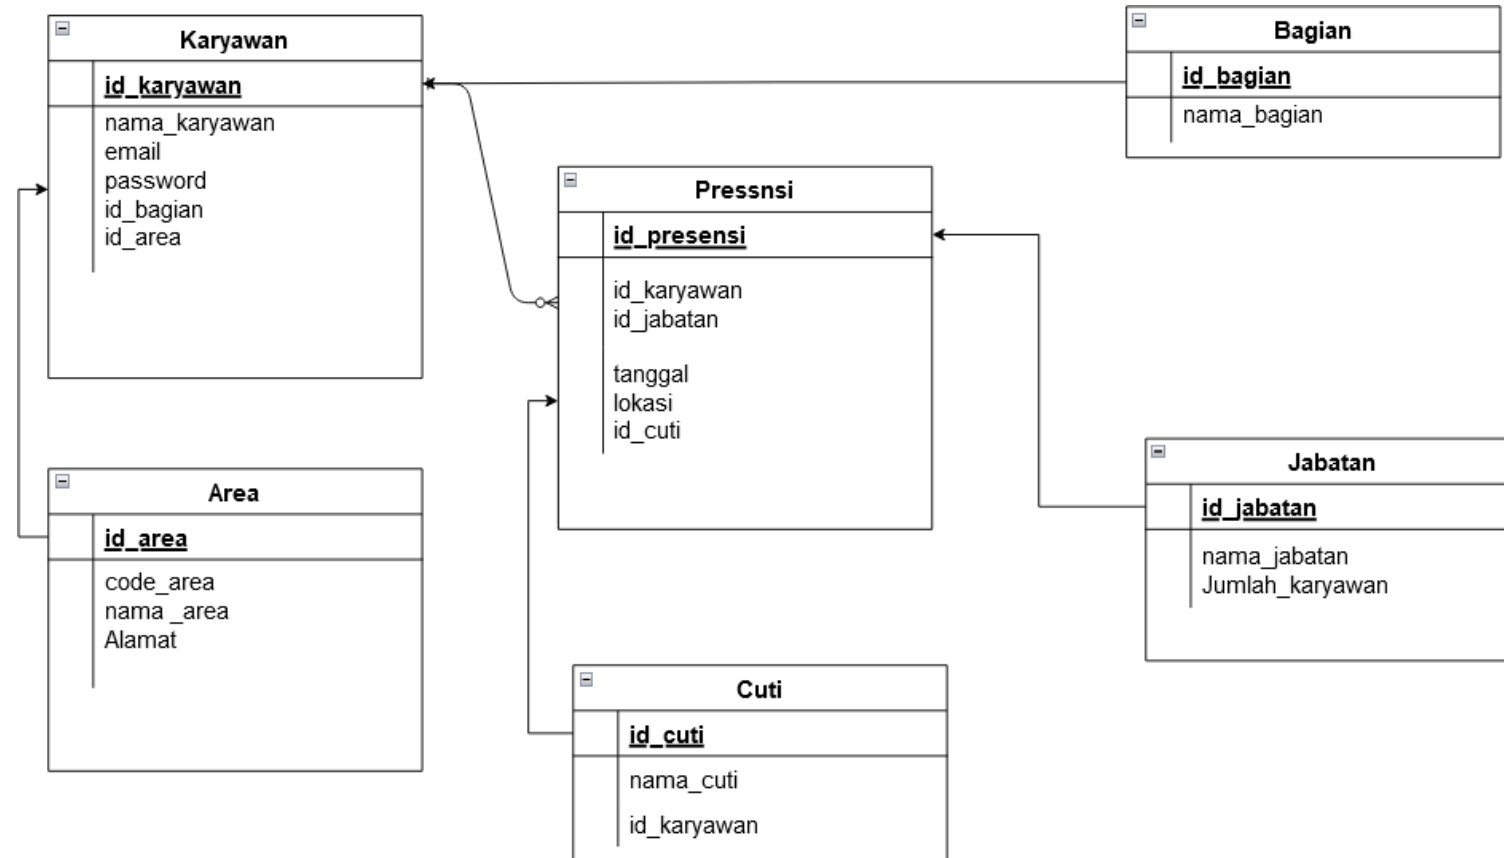 Karyawan
id_karyawan
nama_karyawan
email
password
id_bagian
id_area
Bagian
id_bagian
nama_bagian
Pressnsi
id_presensi
id_karyawan
id_jabatan
tanggal
lokasi
id_cuti
Area
id_area
code_area
nama _area
Alamat
Jabatan
id_jabatan
nama_jabatan
Jumlah_karyawan
Cuti
id_cuti
nama_cuti
id_karyawan